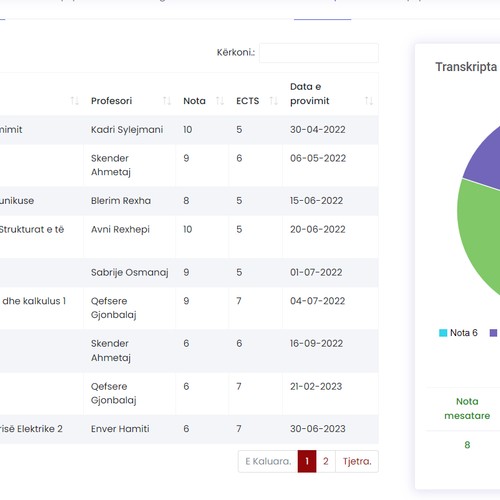 Kërkoni.:
Transkripta
Profesori Nota ECTS Data e
provimit
Kadri Sylejmani 10 5 30-04-2022
Skender 9 6 06-05-2022
Ahmetaj
Blerim Rexha 8 5 15-06-2022
Strukturat e të Avni Rexhepi 10 5 20-06-2022
Sabrije Osmanaj 9 5 01-07-2022
dhe kalkulus 1 Qefsere 9 7 04-07-2022
Gjonbalaj
Skender 6 6 16-09-2022
Ahmetaj
Qefsere 6 7 21-02-2023
Gjonbalaj
Elektrike 2 Enver Hamiti 6 7 30-06-2023
E Kaluara. 1 2 Tjetra.
Nota 6
Nota
mesatare
8